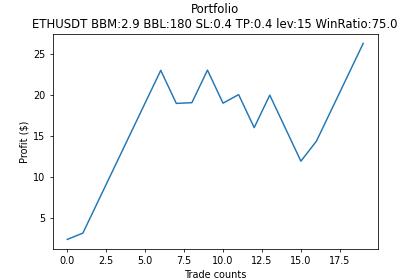 Portfolio
ETHUSDT BBM:2.9 BBL:180 SL:0.4 TP:0.4 lev:15 WinRatio:75.0
25
20
15
10
5
Profit ($)
0.0 2.5 5.0 7.5 10.0 12.5 15.0 17.5
Trade counts